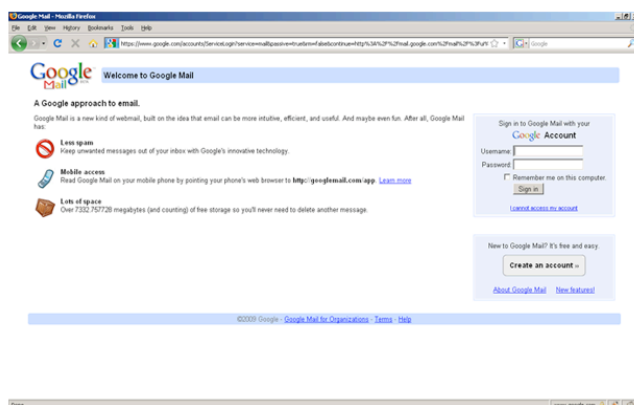 Google Mail - Mozilla Firefox
File Edit View History Bookmarks Tools Help
Google
Google
Mail
Welcome to Google Mail
A Google approach to email.
Google Mail is a new kind of webmail, built on the idea that email can be more intuitive, efficient, and useful. And maybe even fun. After all, Google Mail
has:
Less spam
Keep unwanted messages out of your inbox with Google's innovative technology.
Mobile access
Read Google Mail on your mobile phone by pointing your phone's web browser to http://googlemail.com/app. Learn more
Lots of space
Over 7332.757728 megabytes (and counting) of free storage so you'll never need to delete another message.
Sign in to Google Mail with your
Google Account
Username:
Password:
Remember me on this computer.
Sign in
I cannot access my account
New to Google Mail? It's free and easy.
Create an account »
About Google Mail New features!
©2009 Google - Google Mail for Organizations - Terms - Help